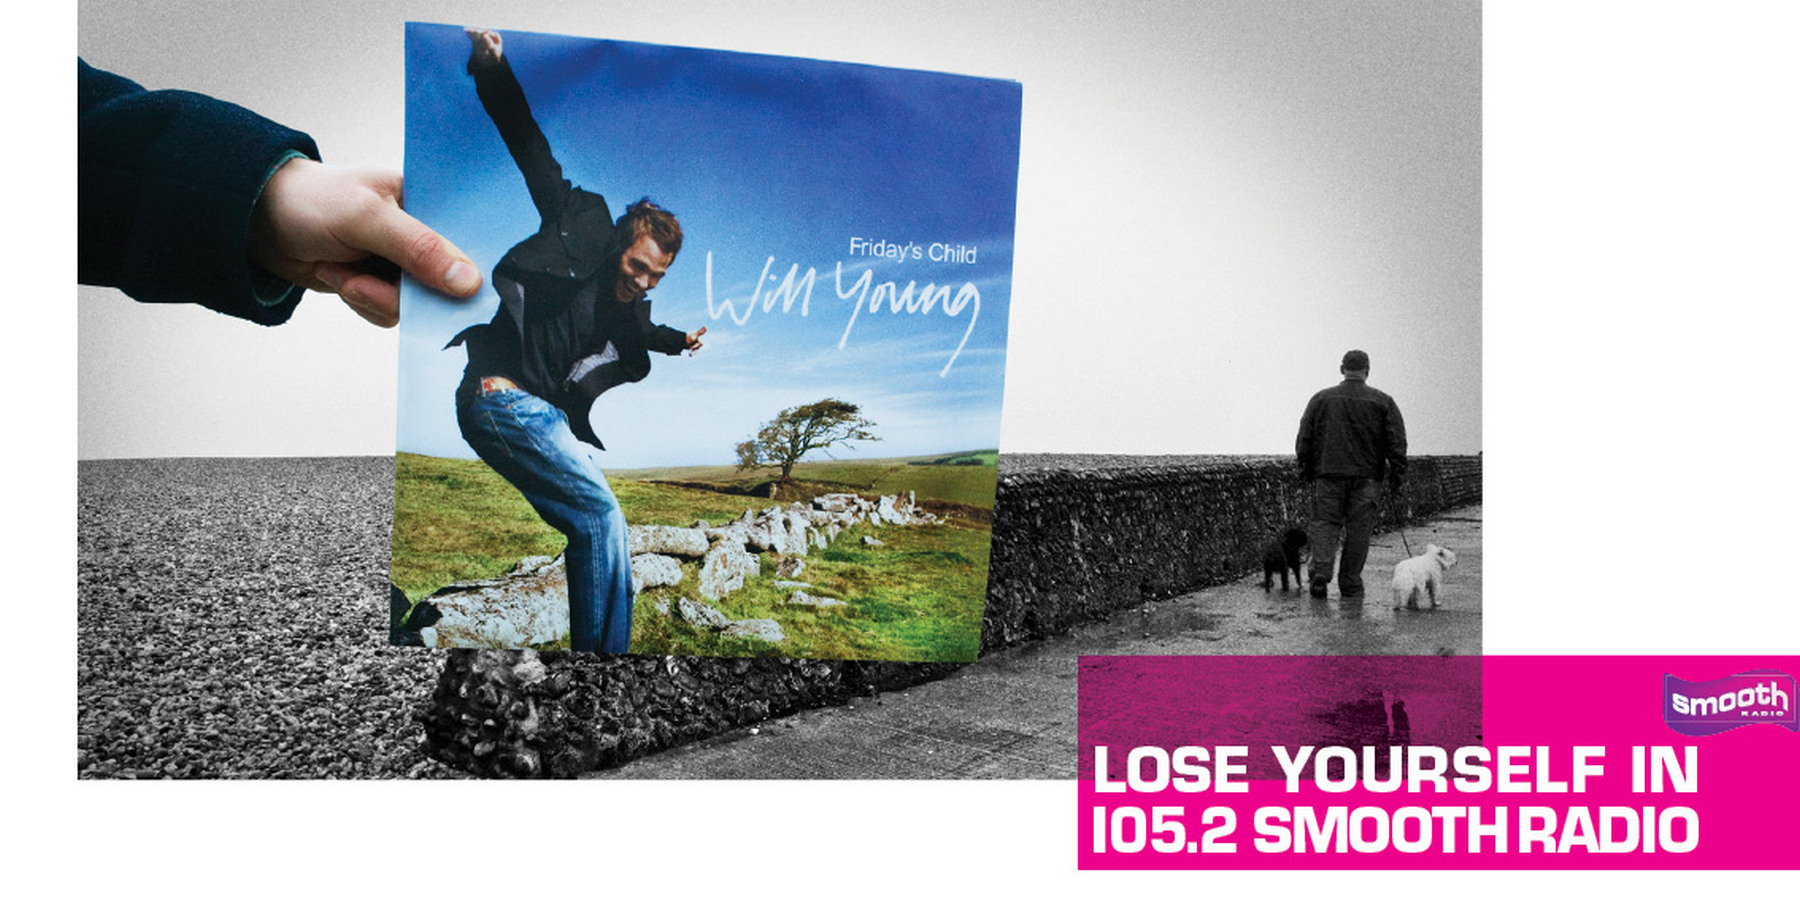 Friday's Child
Will Young
smooth
RADIO
LOSE YOURSELF IN
105.2 SMOOTH RADIO